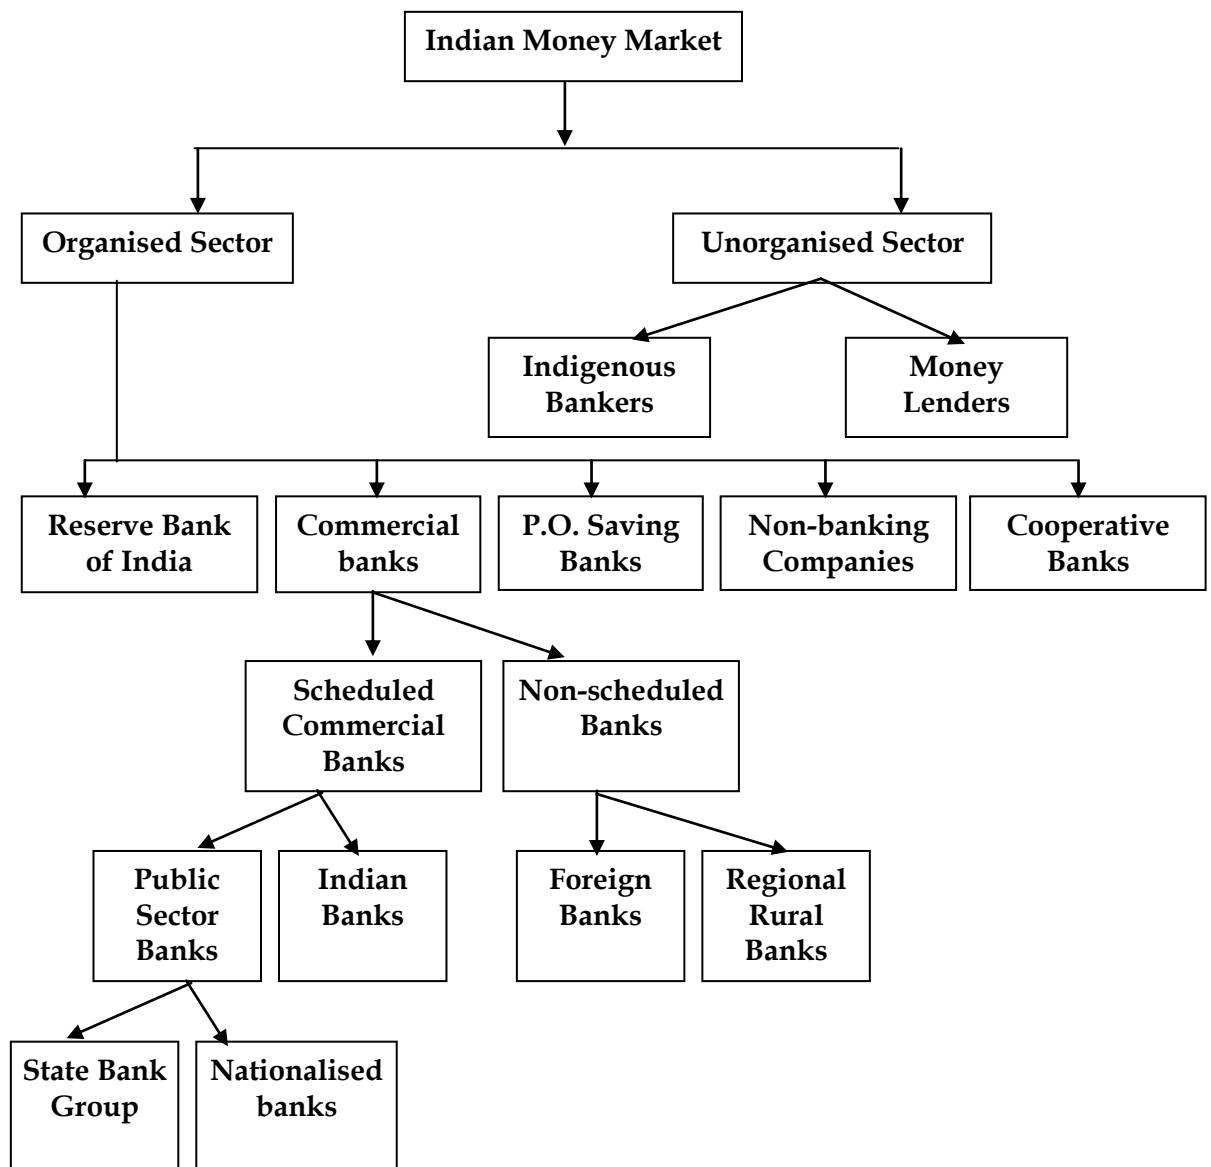 Indian Money Market
Organised Sector
Unorganised Sector
Indigenous
Bankers
Money
Lenders
Reserve Bank
of India
Commercial
banks
P.O. Saving
Banks
Non-banking
Companies
Cooperative
Banks
Scheduled
Commercial
Banks
Non-scheduled
Banks
Public
Sector
Banks
Indian
Banks
Foreign
Banks
Regional
Rural
Banks
State Bank
Group
Nationalised
banks